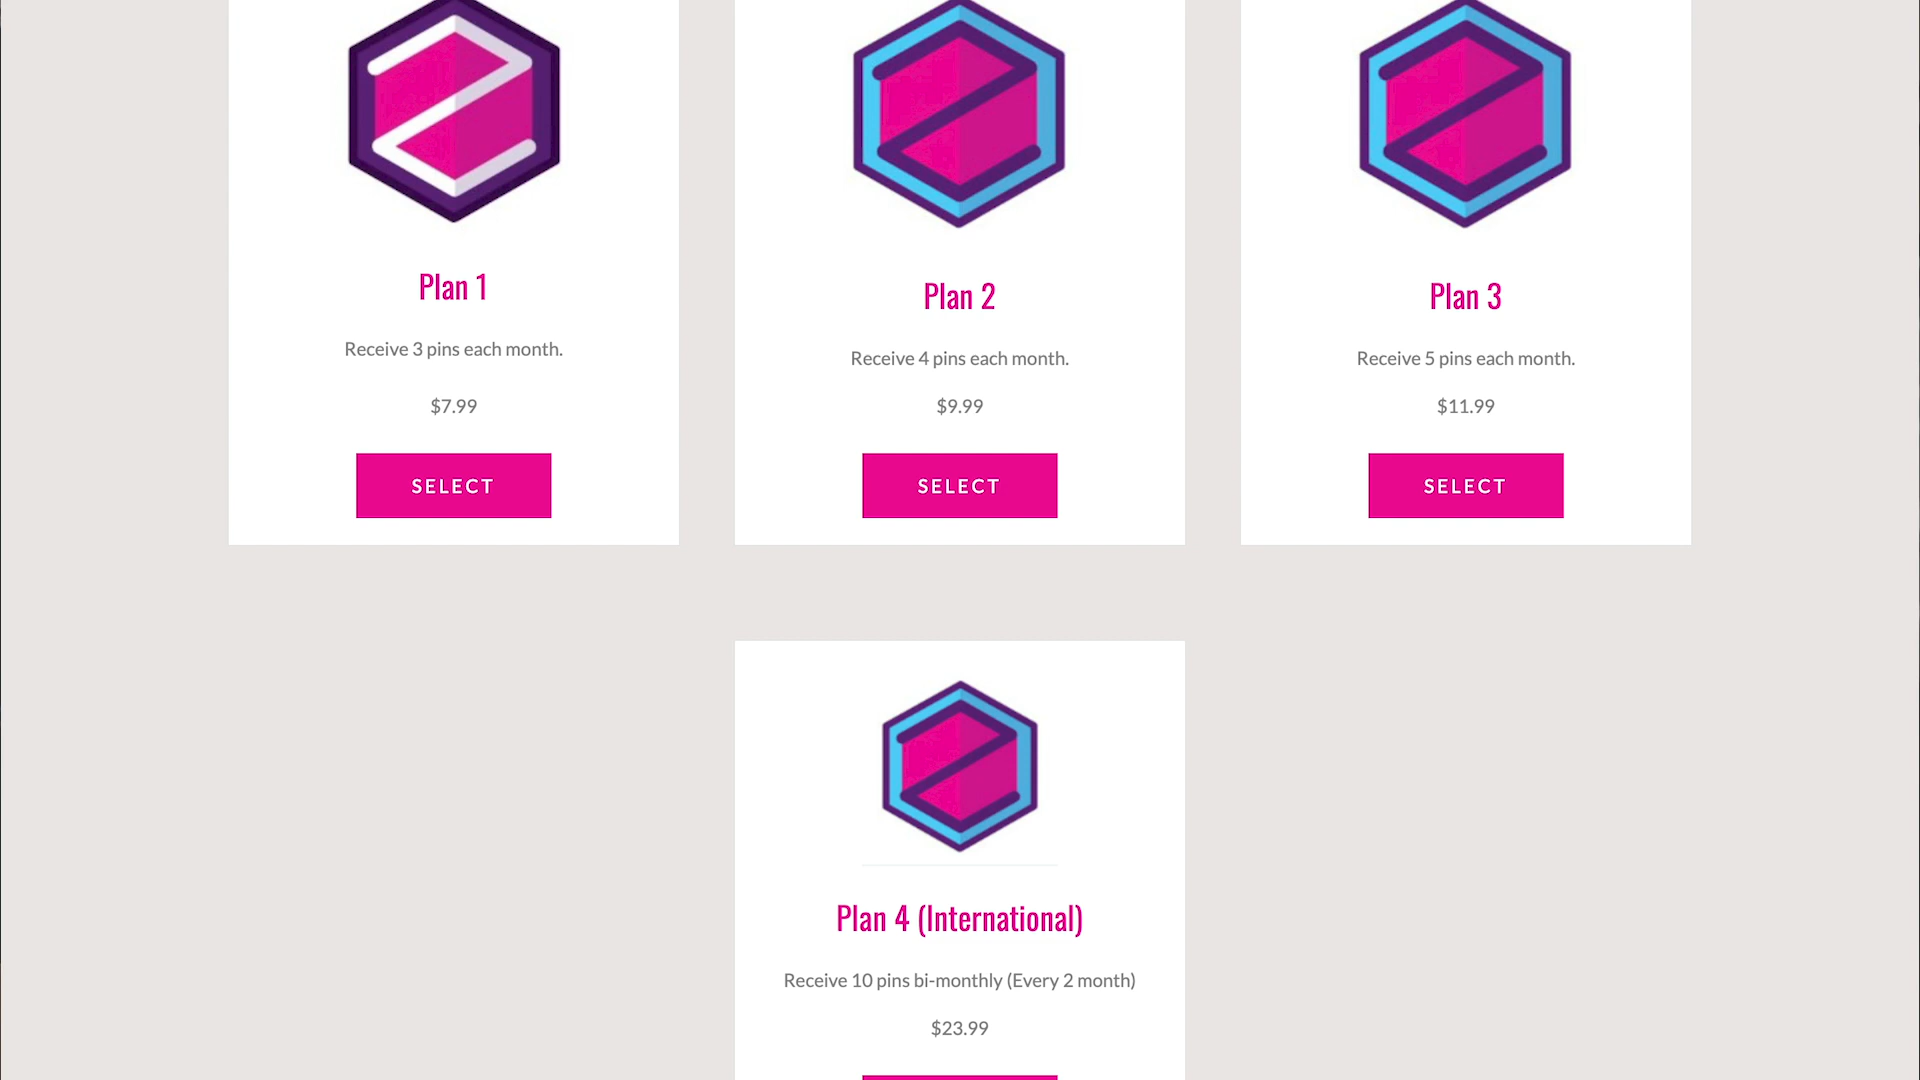 Plan 1
Receive 3 pins each month.
$7.99
SELECT
Plan 2
Receive 4 pins each month.
$9.99
SELECT
Plan 3
Receive 5 pins each month.
$11.99
SELECT
Plan 4 (International)
Receive 10 pins bi-monthly (Every 2 month)
$23.99